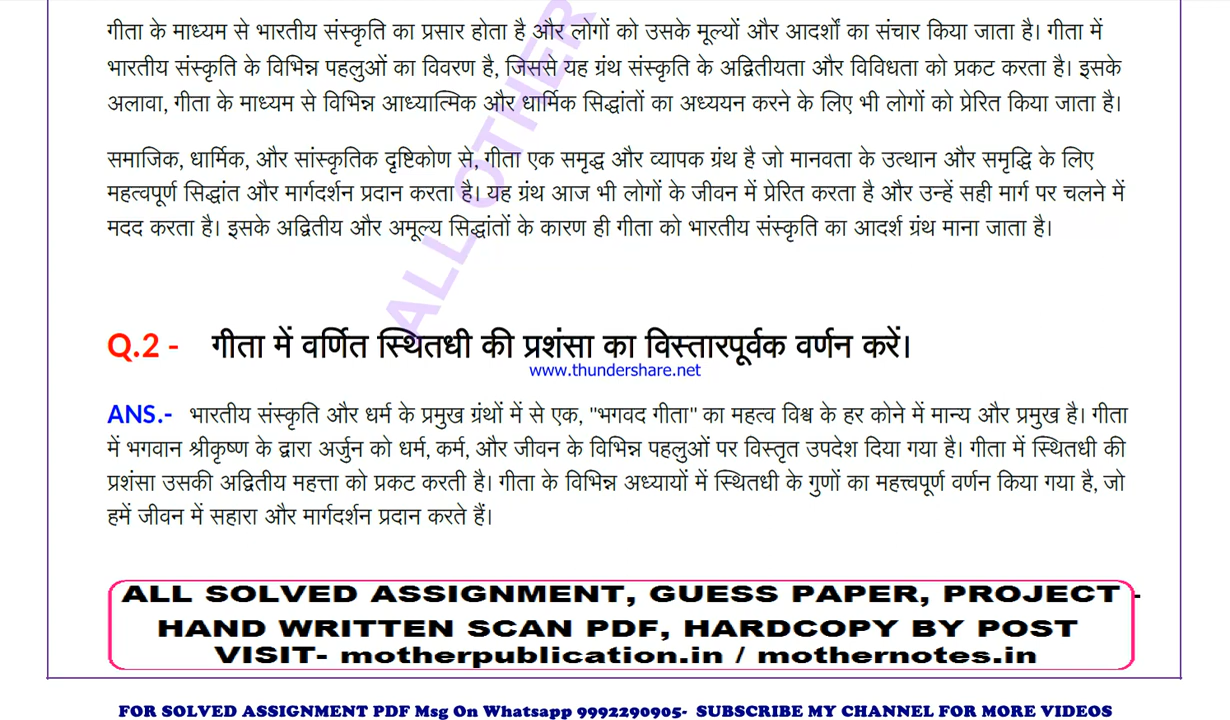 गीता के माध्यम से भारतीय संस्कृति का प्रसार होता है और लोगों को उसके मूल्यों और आदर्शों का संचार किया जाता है। गीता में
भारतीय संस्कृति के विभिन्न पहलुओं का विवरण है, जिससे यह ग्रंथ संस्कृति के अद्वितीयता और विविधता को प्रकट करता है। इसके
अलावा, गीता के माध्यम से विभिन्न आध्यात्मिक और धार्मिक सिद्धांतों का अध्ययन करने के लिए भी लोगों को प्रेरित किया जाता है।
समाजिक, धार्मिक, और सांस्कृतिक दृष्टिकोण से, गीता एक समृद्ध और व्यापक ग्रंथ है जो मानवता के उत्थान और समृद्धि के लिए
महत्वपूर्ण सिद्धांत और मार्गदर्शन प्रदान करता है। यह ग्रंथ आज भी लोगों के जीवन में प्रेरित करता है और उन्हें सही मार्ग पर चलने में
मदद करता है। इसके अद्वितीय और अमूल्य सिद्धांतों के कारण ही गीता को भारतीय संस्कृति का आदर्श ग्रंथ माना जाता है।
ALL OTHER
Q.2 - गीता में वर्णित स्थितधी की प्रशंसा का विस्तारपूर्वक वर्णन करें।
www.thundershare.net
ANS.- भारतीय संस्कृति और धर्म के प्रमुख ग्रंथों में से एक, "भगवद गीता" का महत्व विश्व के हर कोने में मान्य और प्रमुख है। गीता
में भगवान श्रीकृष्ण के द्वारा अर्जुन को धर्म, कर्म, और जीवन के विभिन्न पहलुओं पर विस्तृत उपदेश दिया गया है। गीता में स्थितधी की
प्रशंसा उसकी अद्वितीय महत्ता को प्रकट करती है। गीता के विभिन्न अध्यायों में स्थितधी के गुणों का महत्त्वपूर्ण वर्णन किया गया है, जो
हमें जीवन में सहारा और मार्गदर्शन प्रदान करते हैं।
ALL SOLVED ASSIGNMENT, GUESS PAPER, PROJECT -
HAND WRITTEN SCAN PDF, HARDCOPY BY POST
VISIT- motherpublication.in / mothernotes.in
FOR SOLVED ASSIGNMENT PDF Msg On Whatsapp 9992290905- SUBSCRIBE MY CHANNEL FOR MORE VIDEOS